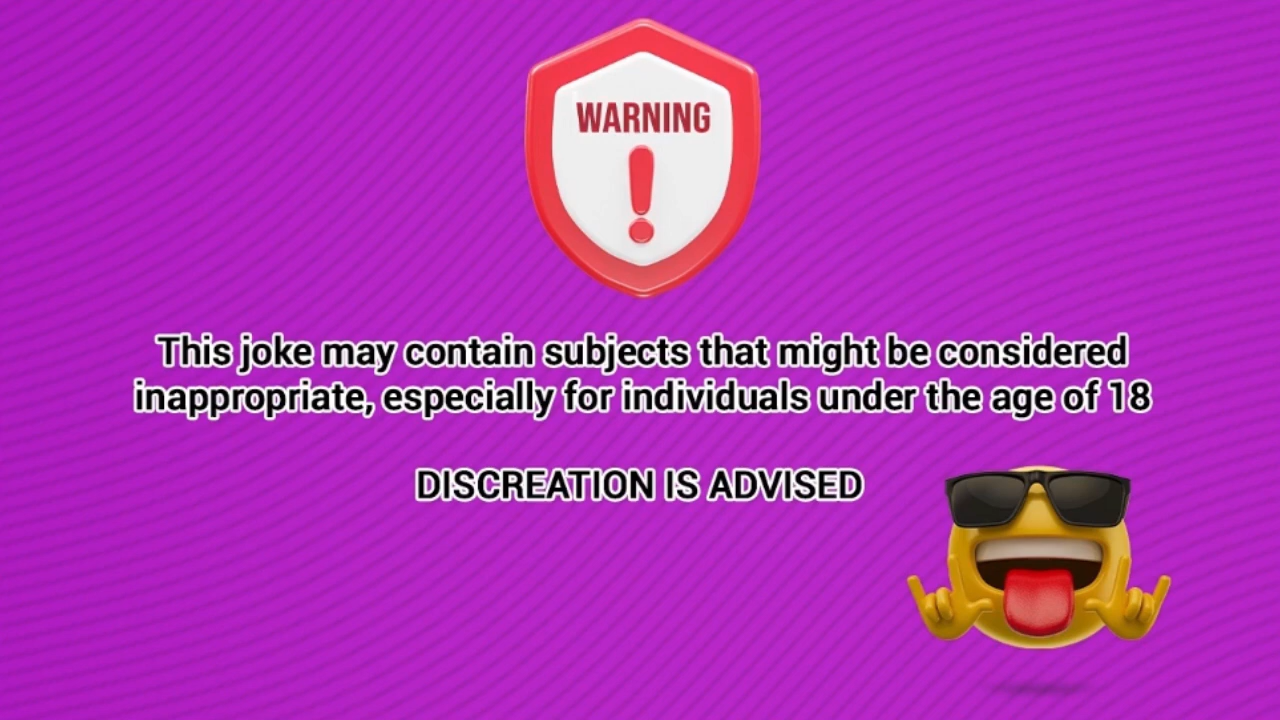 WARNING
!
This joke may contain subjects that might be considered
inappropriate, especially for individuals under the age of 18
DISCREATION IS ADVISED